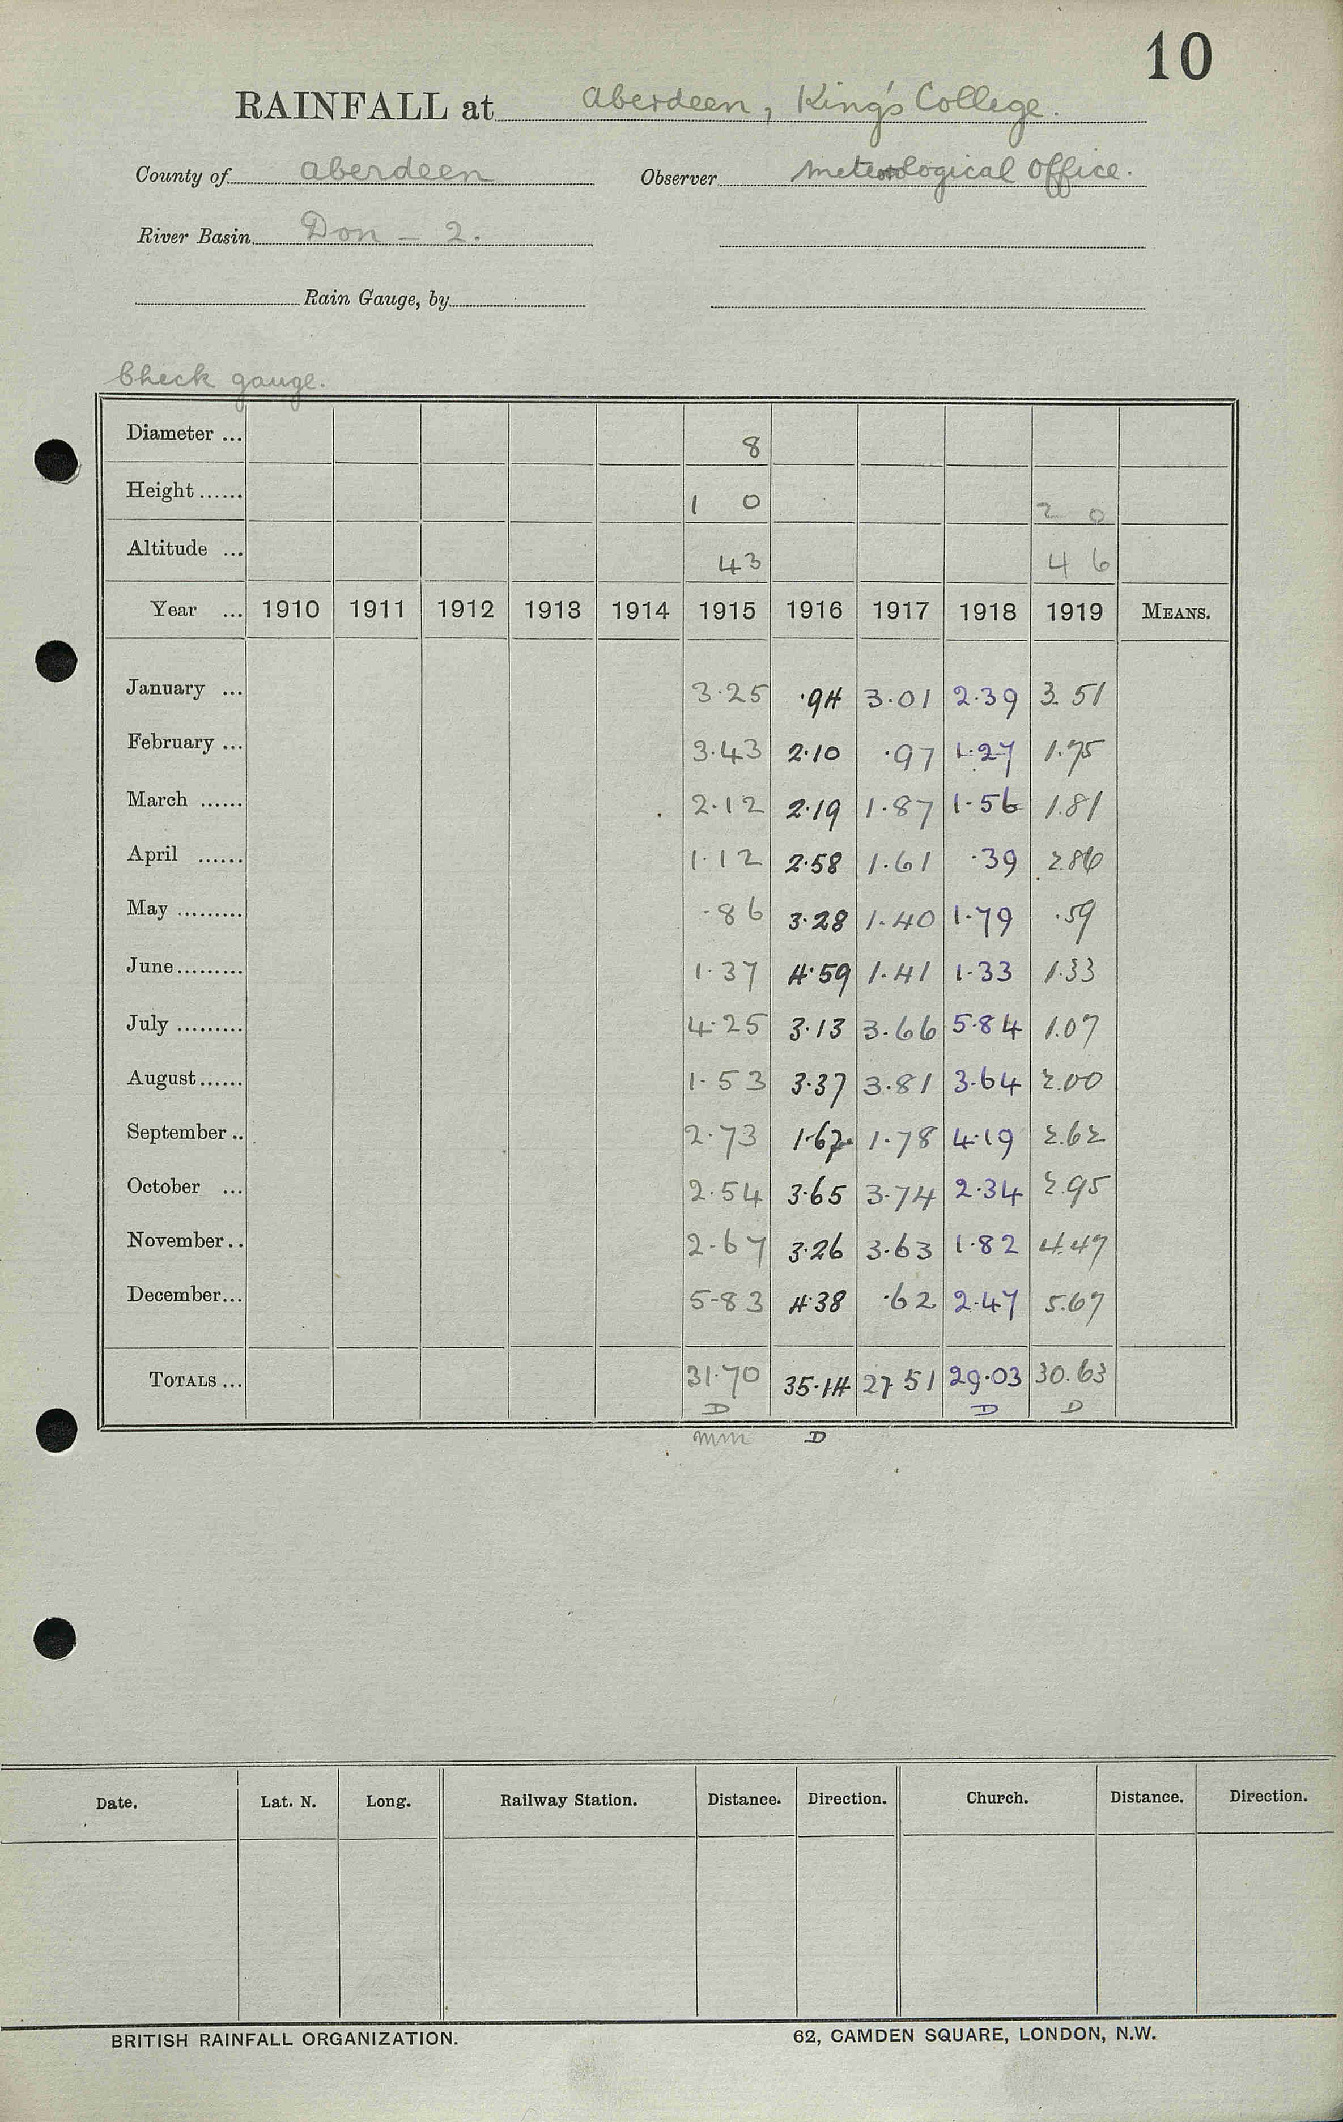 10
RAINFALL at Aberdeen, King's College.
County of Aberdeen Observer Meteorological Office.
River Basin Don - 2.
Rain Gauge, by
Check gauge.
Diameter ... 8
Height ...... 1 0 2 0
Altitude ... 43 46
Year ... 1910 1911 1912 1913 1914 1915 1916 1917 1918 1919 MEANS.
January ... 3.25 .94 3.01 2.39 3.51
February ... 3.43 2.10 .97 1.27 1.75
March ...... 2.12 2.19 1.87 1.56 1.81
April ...... 1.12 2.58 1.61 .39 2.86
May ......... .86 3.28 1.40 1.79 .59
June ......... 1.37 4.59 1.41 1.33 1.33
July ......... 4.25 3.13 3.66 5.84 1.07
August ...... 1.53 3.37 3.81 3.64 2.00
September .. 2.73 1.67 1.78 4.19 2.62
October ... 2.54 3.65 3.74 2.34 2.95
November .. 2.67 3.26 3.63 1.82 4.47
December ... 5.83 4.38 .62 2.47 5.67
TOTALS ... 31.70 35.14 27 51 29.03 30.63
D D D
mm D
Date. Lat. N. Long. Railway Station. Distance. Direction. Church. Distance. Direction.
BRITISH RAINFALL ORGANIZATION. 62, CAMDEN SQUARE, LONDON, N.W.